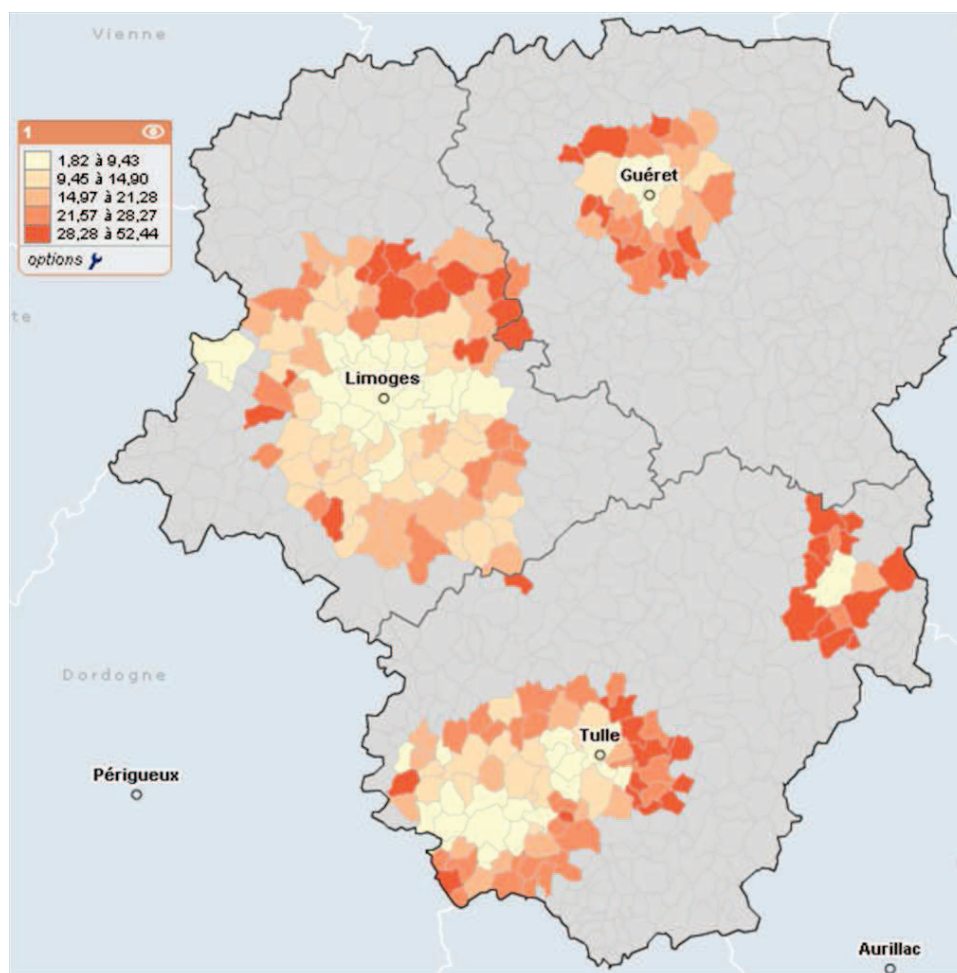 Vienne
1
1,82 à 9,43
9,45 à 14,90
14,97 à 21,28
21,57 à 28,27
28,28 à 52,44
options
te
Guéret
Limoges
Dordogne
Tulle
Périgueux
Aurillac